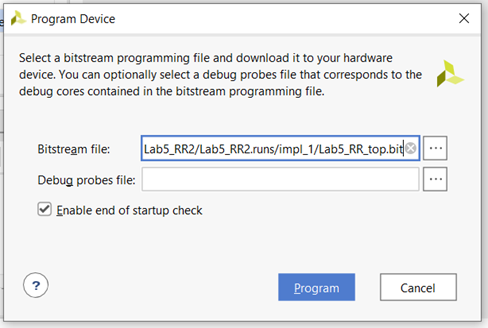 Program Device
Select a bitstream programming file and download it to your hardware
device. You can optionally select a debug probes file that corresponds to the
debug cores contained in the bitstream programming file.
Bitstream file:
Lab5_RR2/Lab5_RR2.runs/impl_1/Lab5_RR_top.bit
...
Debug probes file:
...
Enable end of startup check
?
Program
Cancel